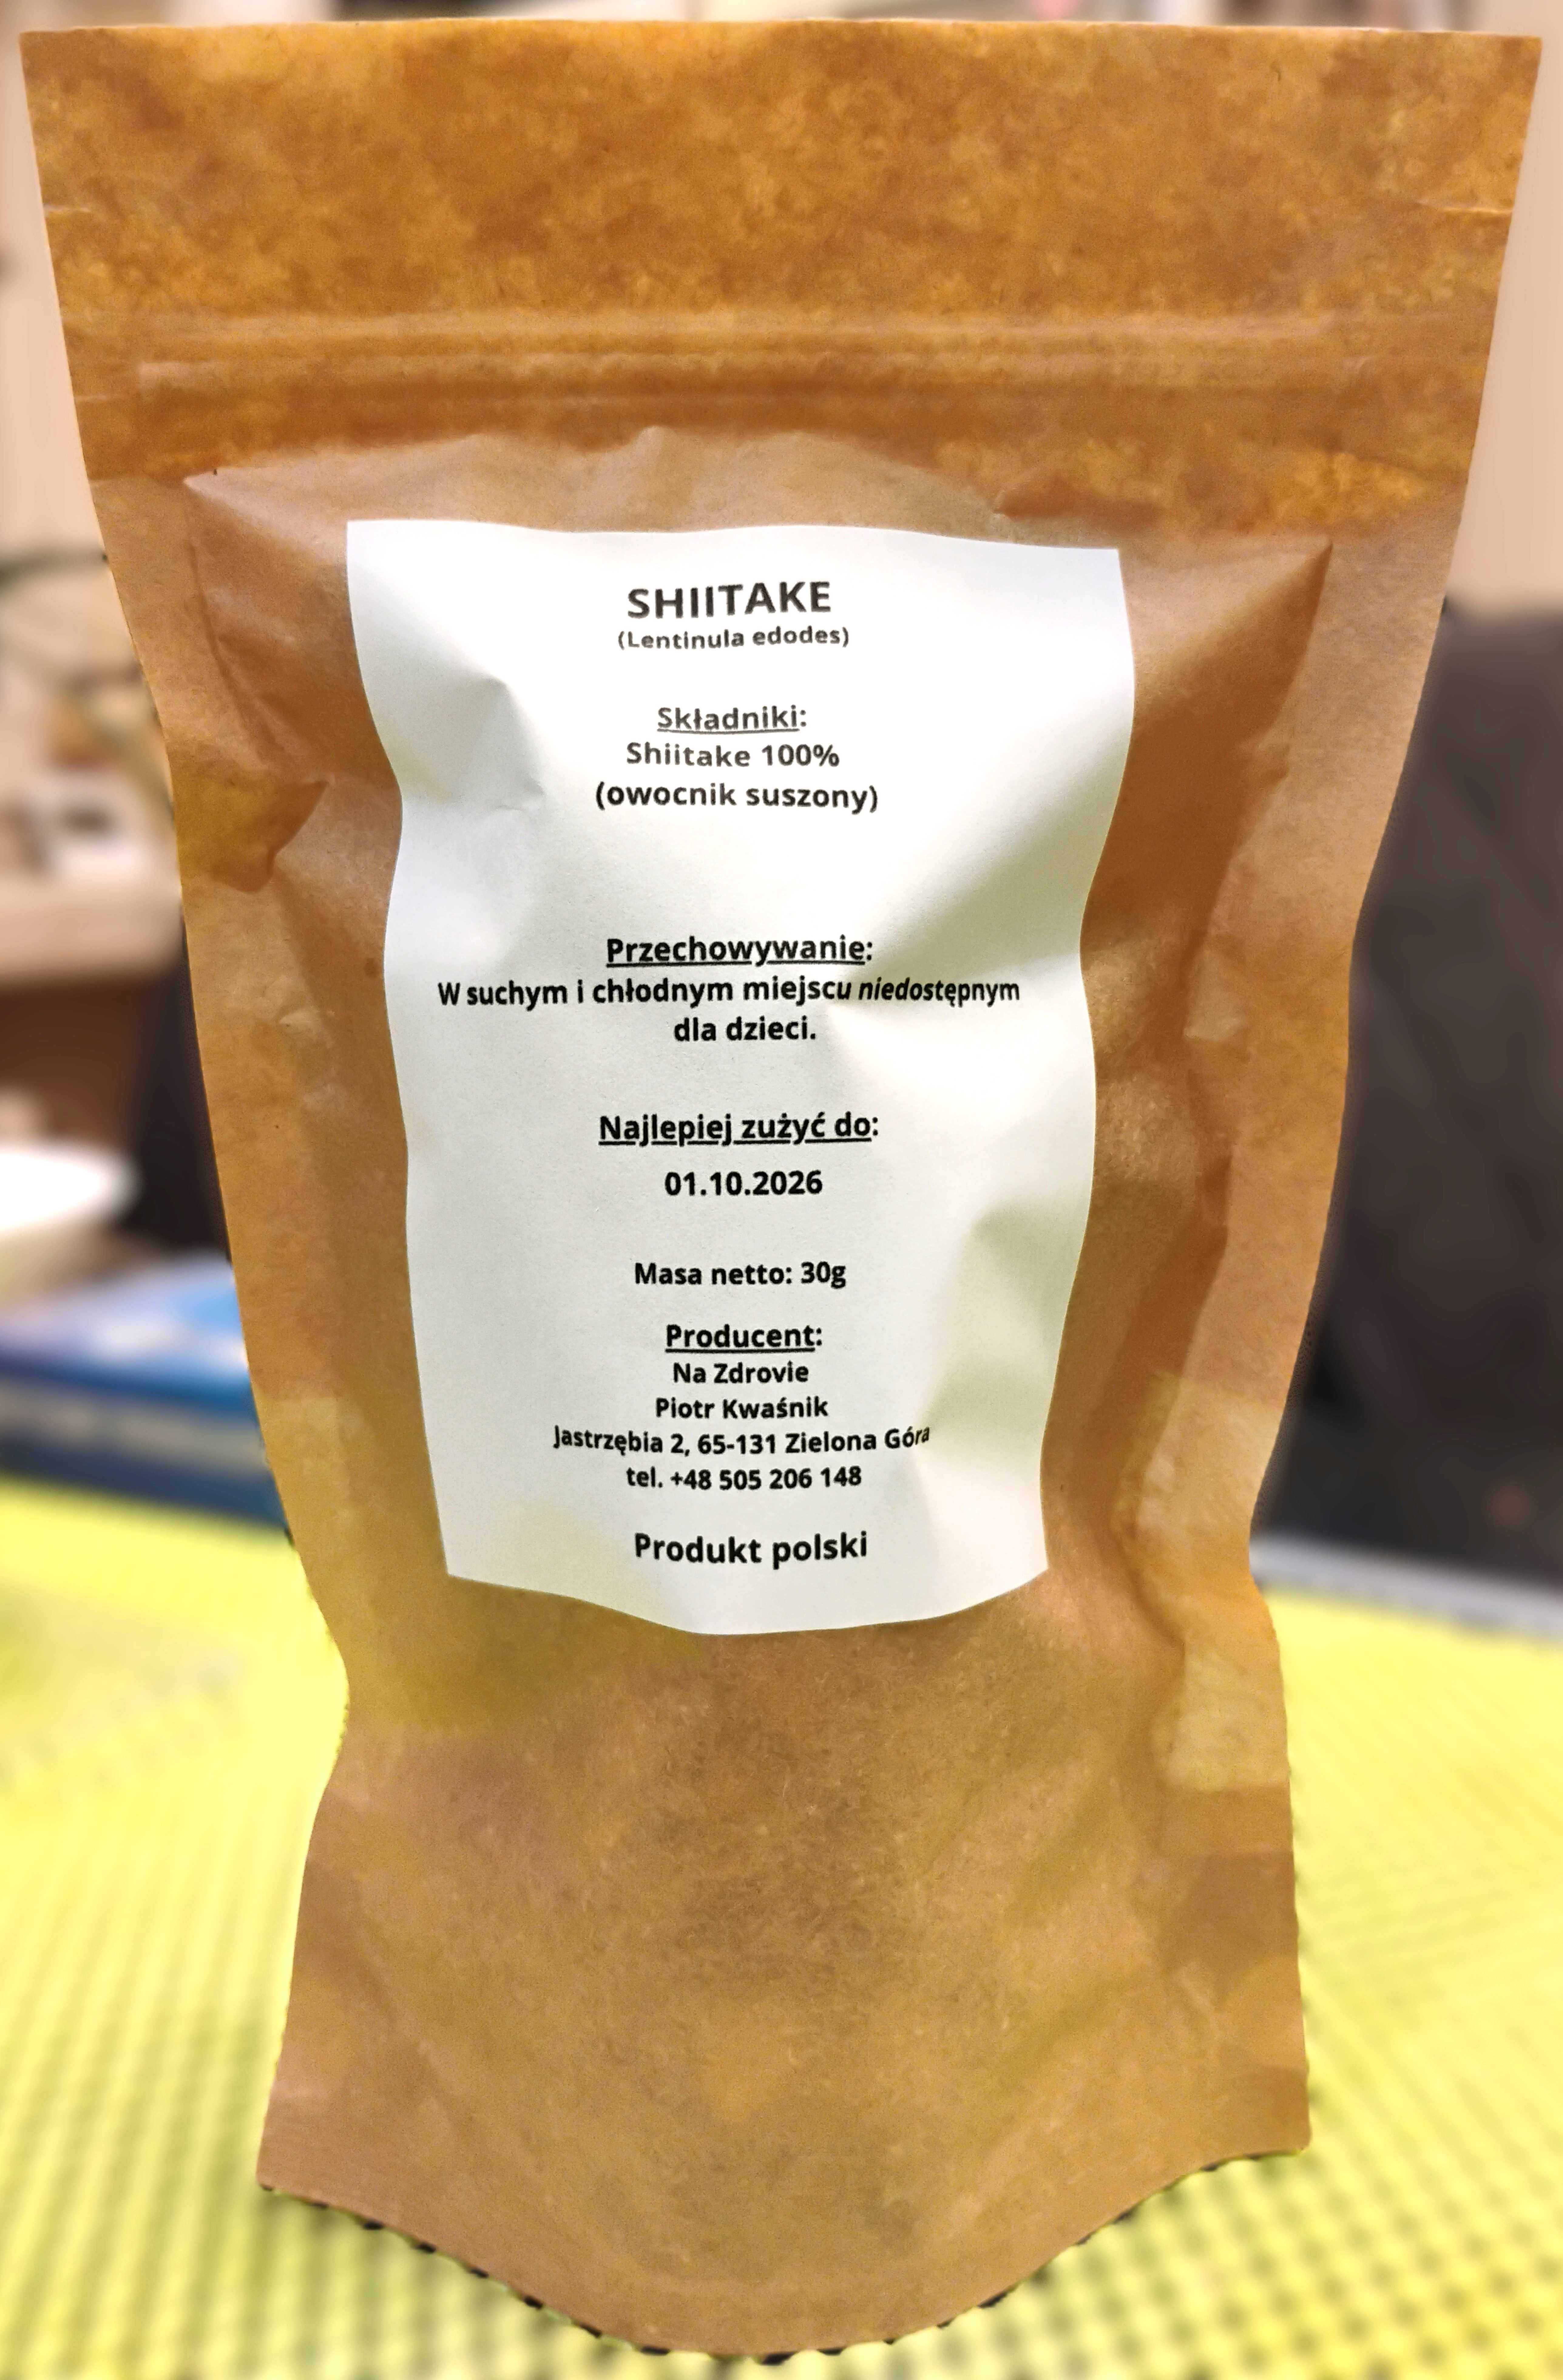 SHIITAKE
(Lentinula edodes)
Składniki:
Shiitake 100%
(owocnik suszony)
Przechowywanie:
W suchym i chłodnym miejscu niedostępnym
dla dzieci.
Najlepiej zużyć do:
01.10.2026
Masa netto: 30g
Producent:
Na Zdrovie
Piotr Kwaśnik
Jastrzębia 2, 65-131 Zielona Góra
tel. +48 505 206 148
Produkt polski